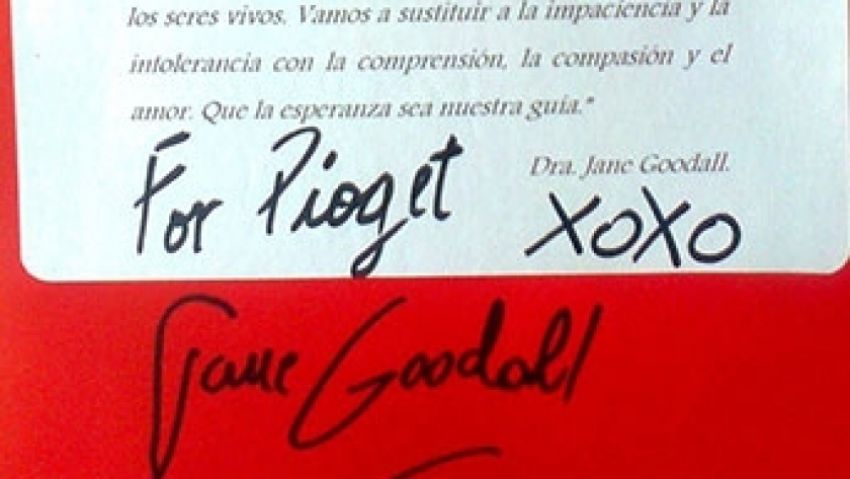 los seres vivos. Vamos a sustituir a la impaciencia y la
intolerancia con la comprensión, la compasión y el
amor. Que la esperanza sea nuestra guía."
Dra. Jane Goodall.
For Pioget
XOXO
Jane Goodall